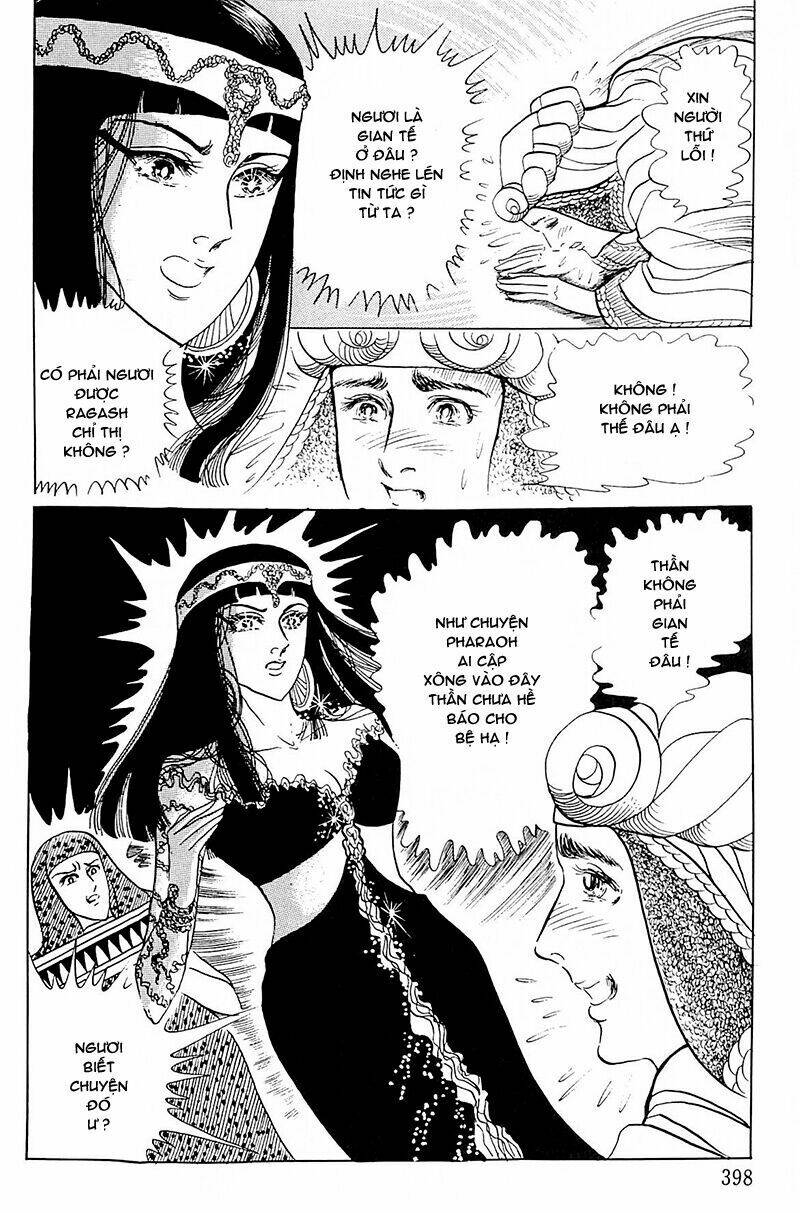 XIN
NGƯỜI
THỨ
LỖI !
NGƯƠI LÀ
GIAN TẾ
Ở ĐÂU ?
ĐỊNH NGHE LÉN
TIN TỨC GÌ
TỪ TA ?
CÓ PHẢI NGƯƠI
ĐƯỢC
RAGASH
CHỈ THỊ
KHÔNG ?
KHÔNG !
KHÔNG PHẢI
THẾ ĐÂU Ạ !
THẦN
KHÔNG
PHẢI
GIAN
TẾ
ĐÂU !
NHƯ CHUYỆN
PHARAOH
AI CẬP
XÔNG VÀO ĐÂY
THẦN CHƯA HỀ
BÁO CHO
BỆ HẠ !
NGƯƠI
BIẾT
CHUYỆN
ĐÓ
Ư ?
398